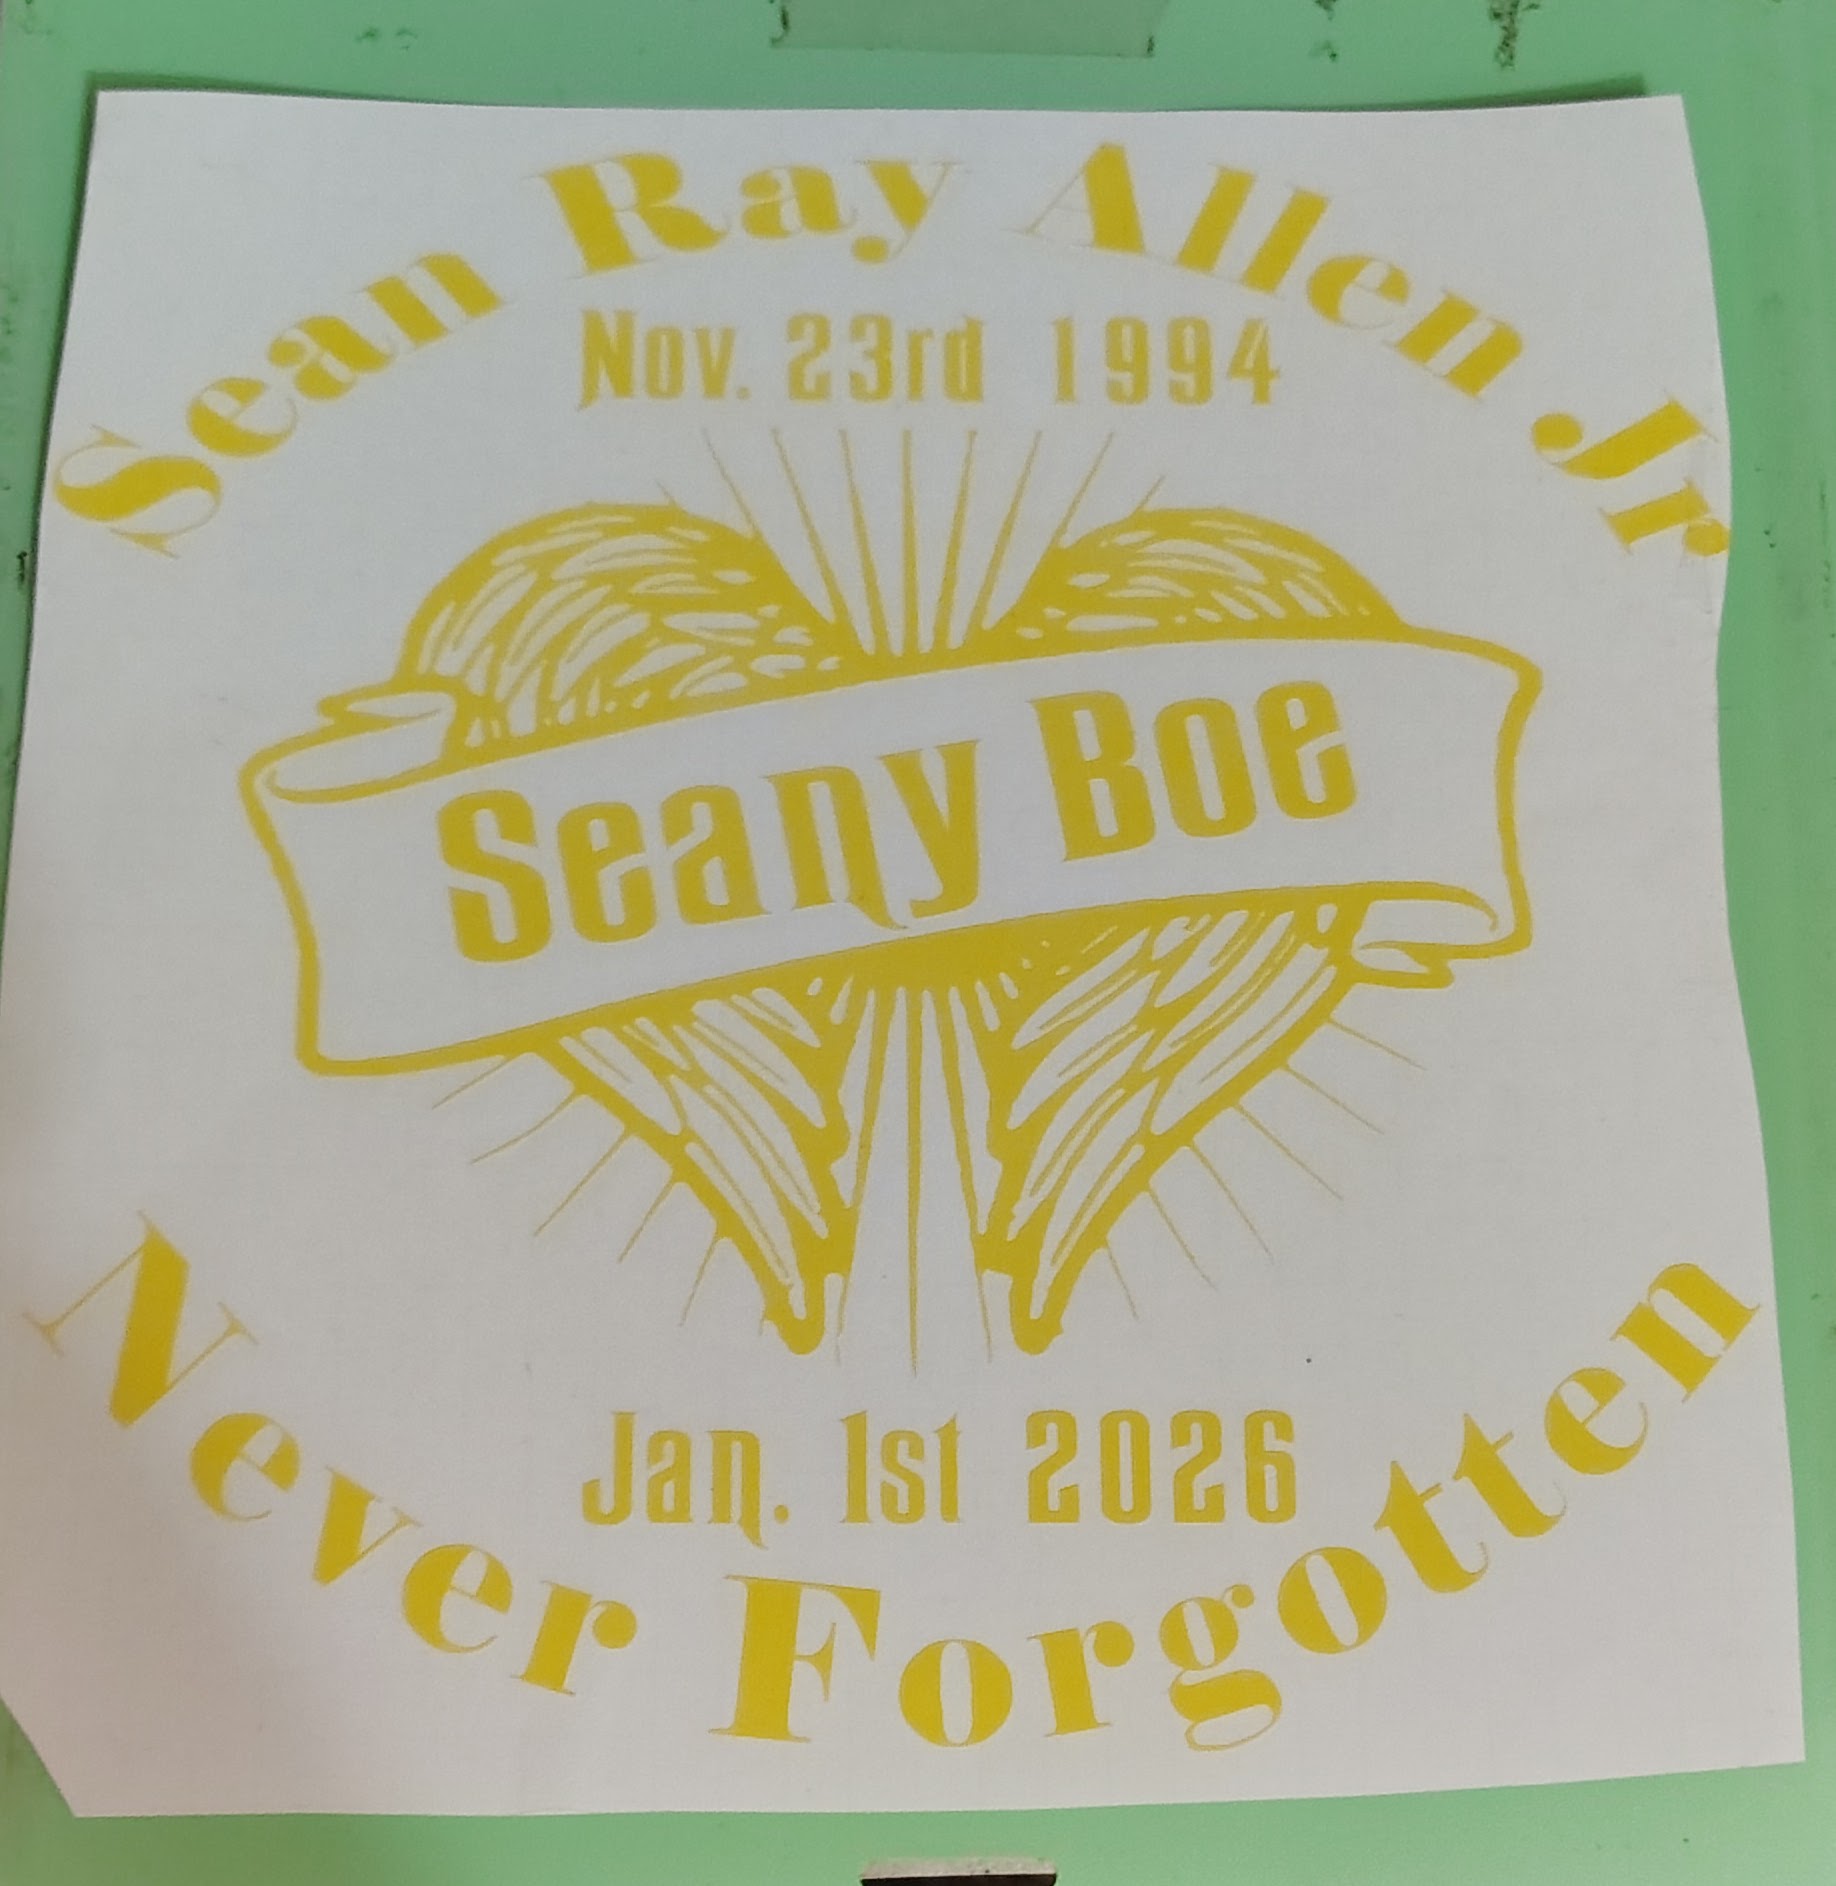 Sean Ray Allen Jr
Nov. 23rd 1994
Seany Boe
Jan. 1st 2026
Never Forgotten